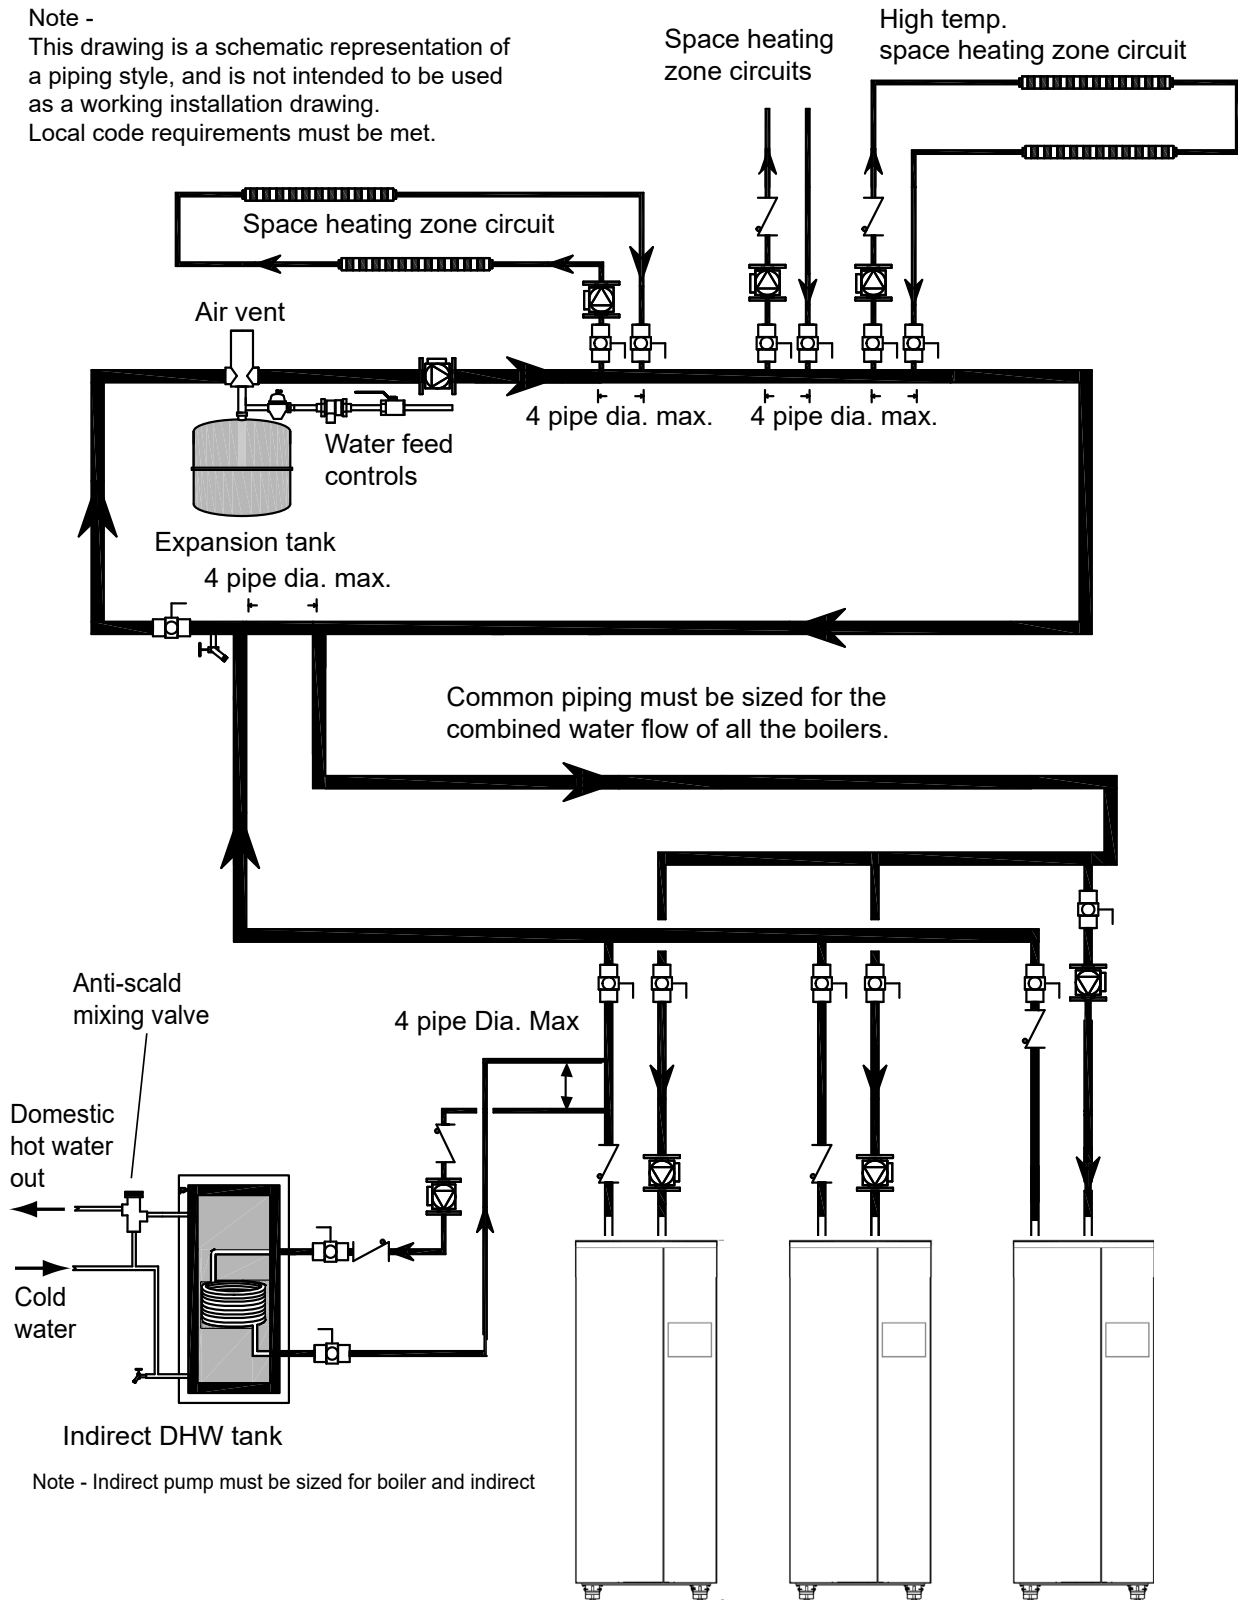 Note -
This drawing is a schematic representation of
a piping style, and is not intended to be used
as a working installation drawing.
Local code requirements must be met.
Space heating
zone circuits
High temp.
space heating zone circuit
Space heating zone circuit
Air vent
4 pipe dia. max.
4 pipe dia. max.
Water feed
controls
Expansion tank
4 pipe dia. max.
Common piping must be sized for the
combined water flow of all the boilers.
Anti-scald
mixing valve
4 pipe Dia. Max
Domestic
hot water
out
Cold
water
Indirect DHW tank
Note - Indirect pump must be sized for boiler and indirect